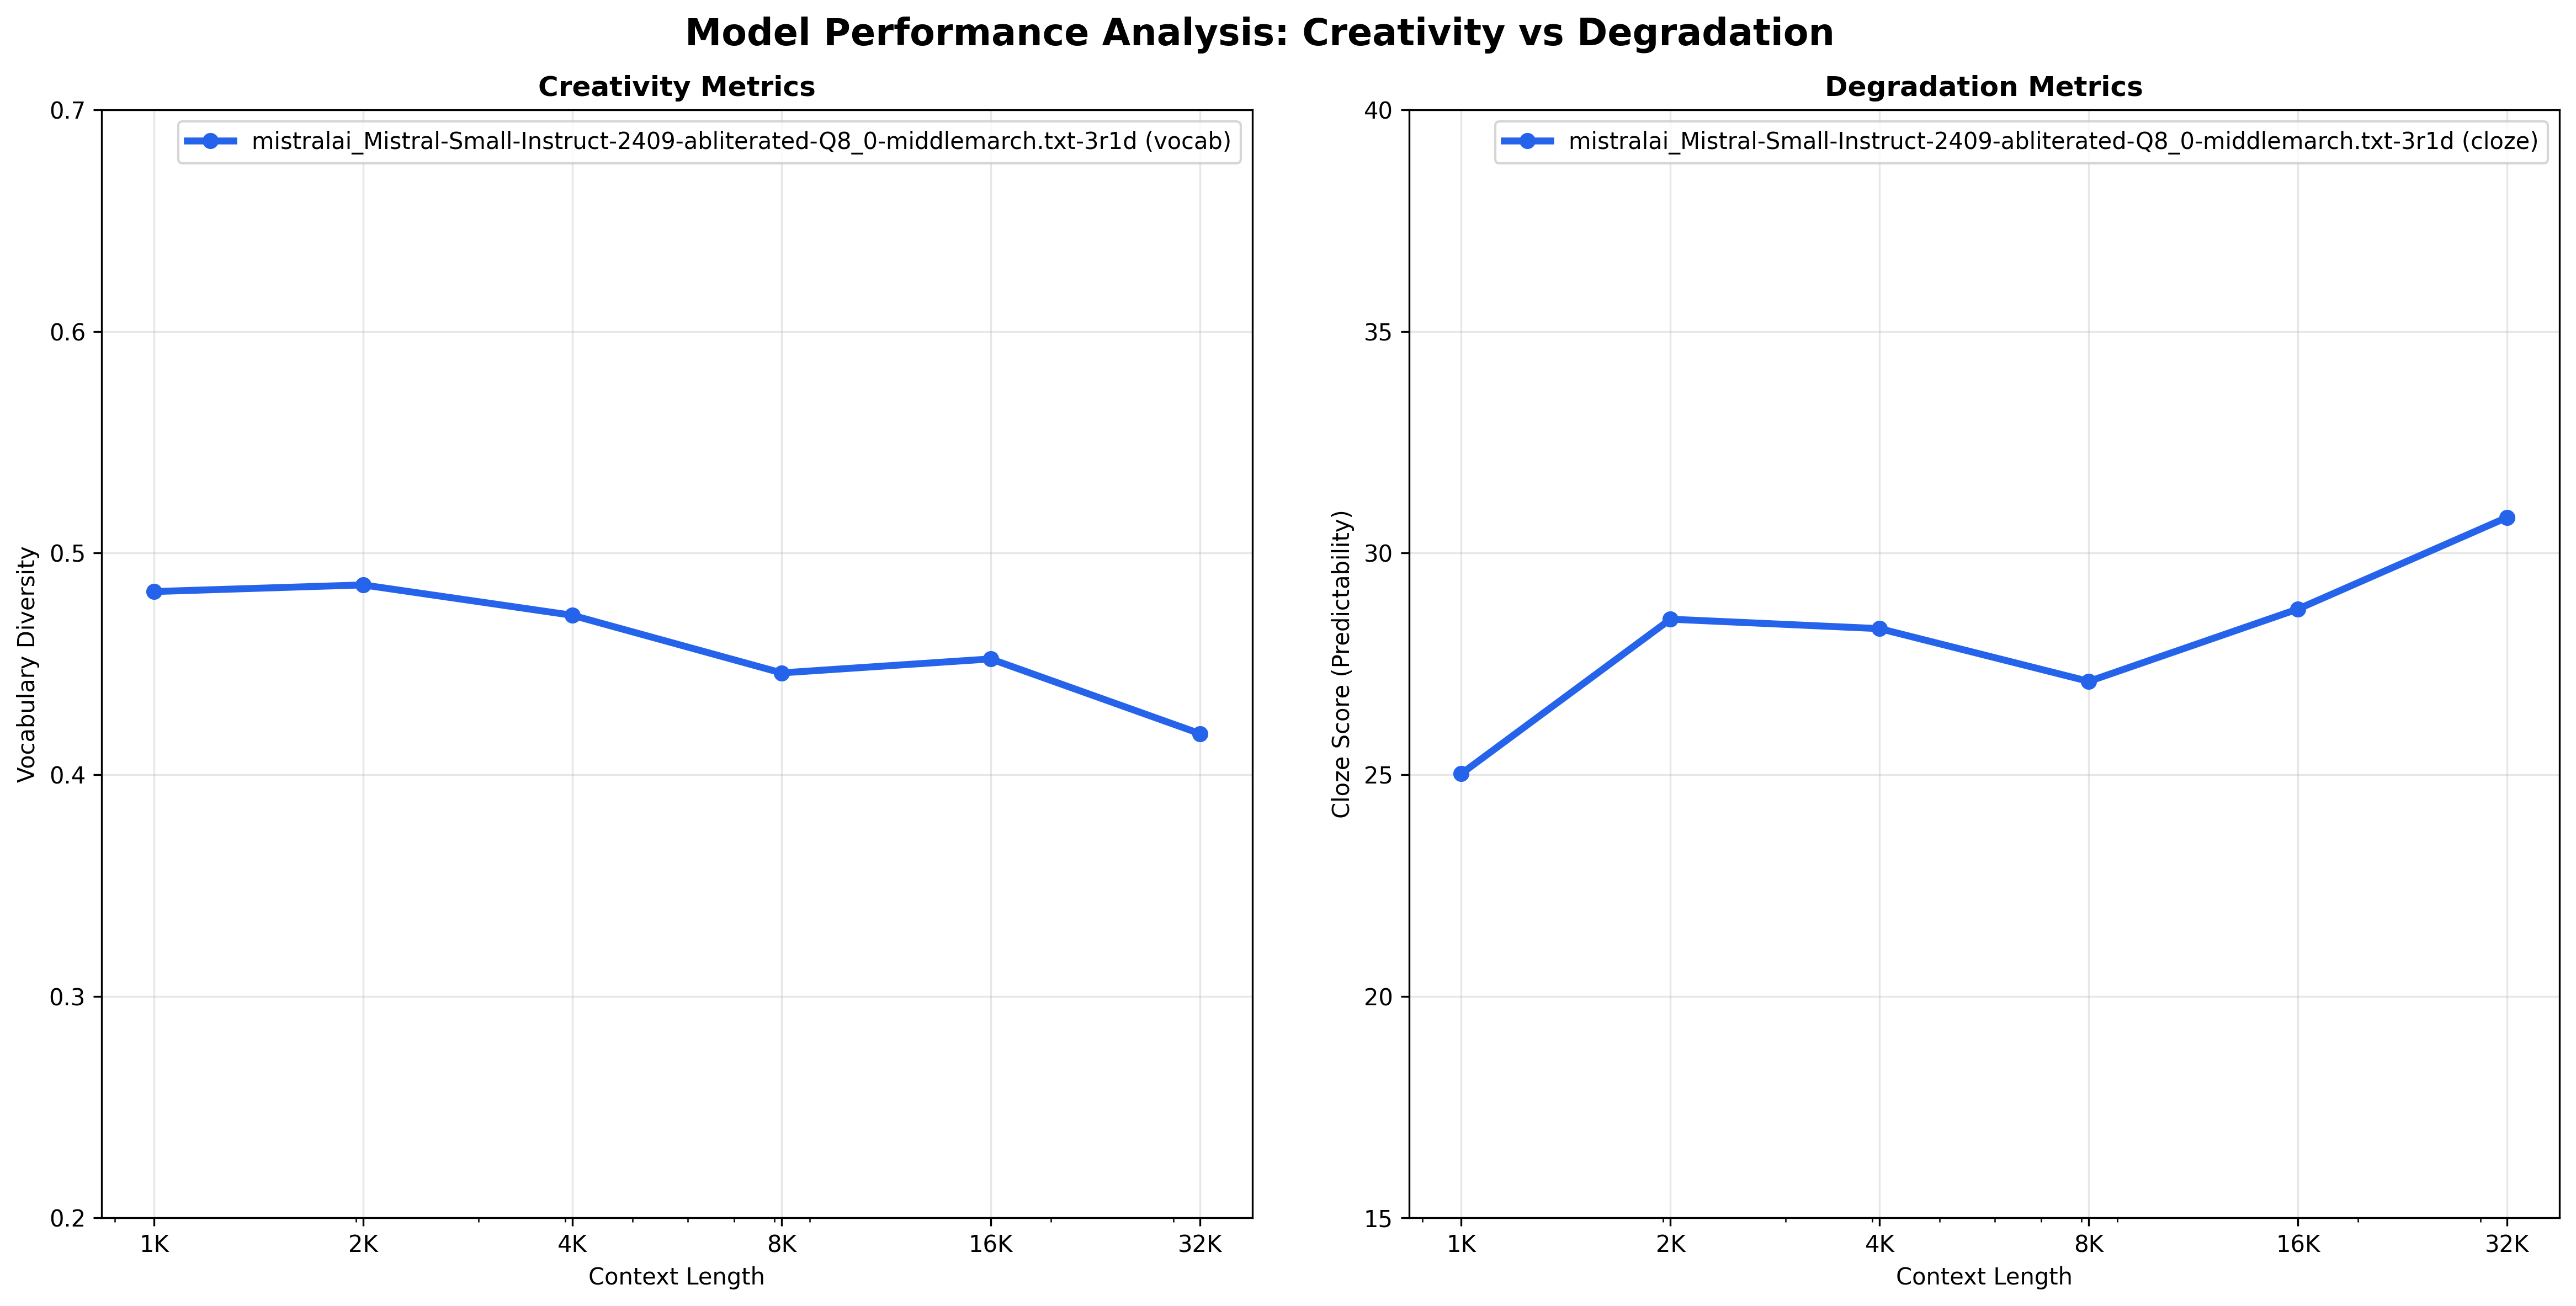 Model Performance Analysis: Creativity vs Degradation
Creativity Metrics
mistralai_Mistral-Small-Instruct-2409-abliterated-Q8_0-middlemarch.txt-3r1d (vocab)
Vocabulary Diversity
0.7
0.6
0.5
0.4
0.3
0.2
1K 2K 4K 8K 16K 32K
Context Length
Degradation Metrics
mistralai_Mistral-Small-Instruct-2409-abliterated-Q8_0-middlemarch.txt-3r1d (cloze)
Cloze Score (Predictability)
40
35
30
25
20
15
1K 2K 4K 8K 16K 32K
Context Length